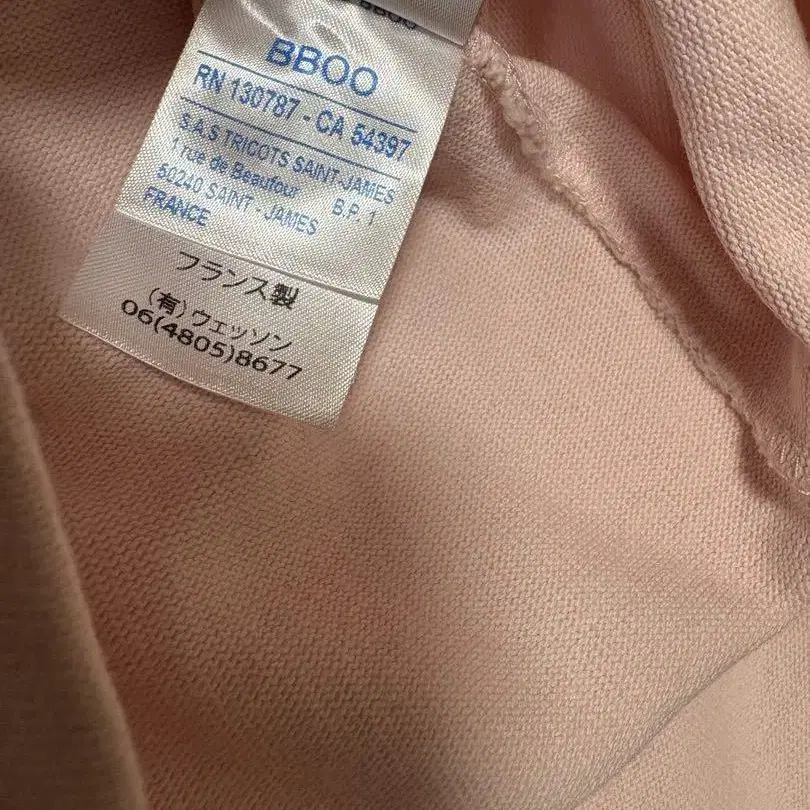 BBOO
RN 130787 - CA 54397
S.A.S TRICOTS SAINT-JAMES
1 rue de Beaufour B.P. 1
50240 SAINT - JAMES
FRANCE
フランス製
(有)ウェッソン
06(4805)8677